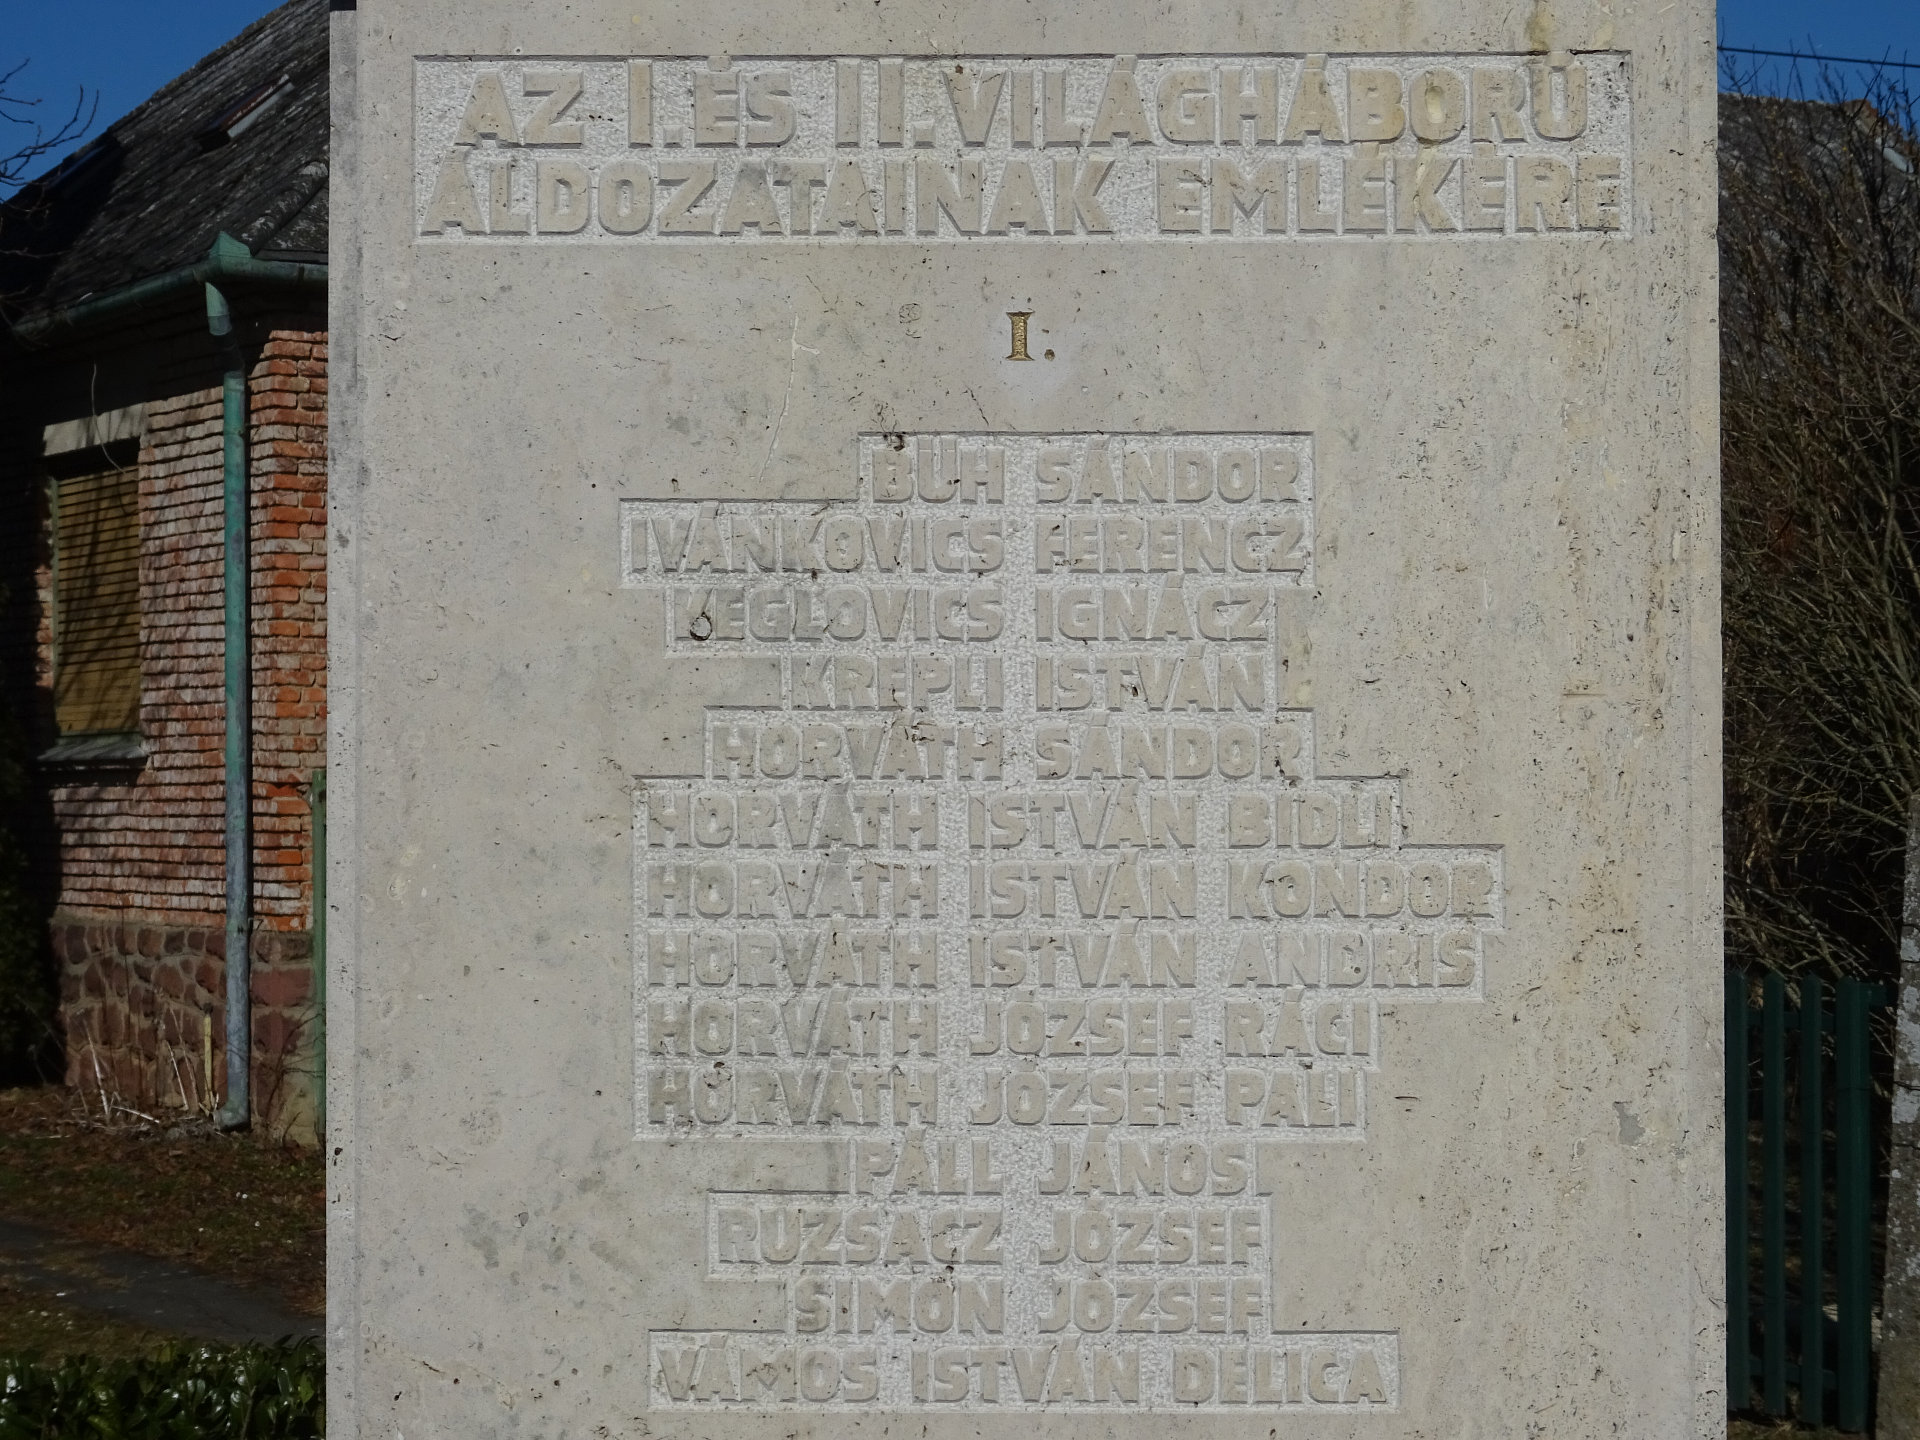 AZ I. ÉS II. VILÁGHÁBORÚ
ÁLDOZATAINAK EMLÉKÉRE
I.
BUH SÁNDOR
IVÁNKOVICS FERENC
KEGLOVICS IGNÁCZ
KREPLI ISTVÁN
HORVÁTH SÁNDOR
HORVÁTH ISTVÁN BIDLI
HORVÁTH ISTVÁN KONDOR
HORVÁTH ISTVÁN ANDRIS
HORVÁTH JÓZSEF RÁCI
HORVÁTH JÓZSEF PALI
PÁLL JÁNOS
RUZSACZ JÓZSEF
SIMON JÓZSEF
VÁMOS ISTVÁN DELICA